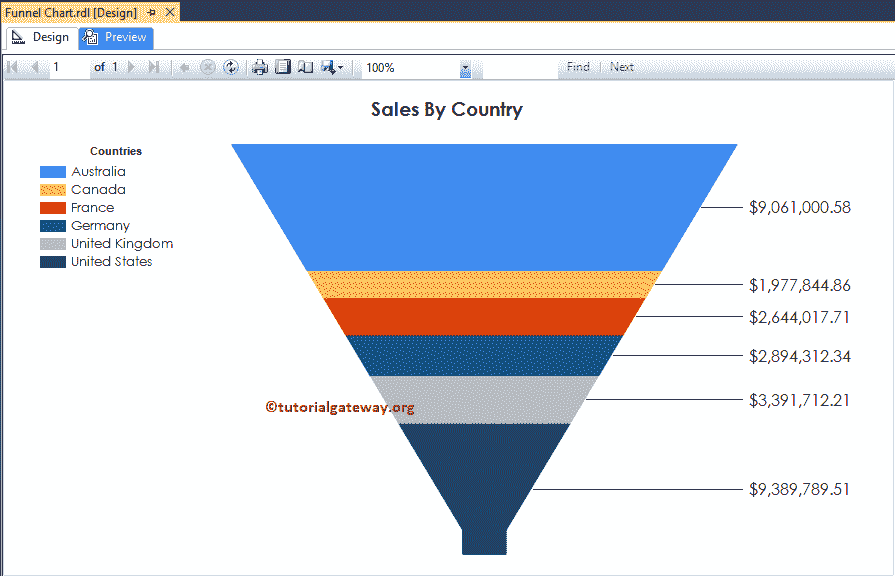 Funnel Chart.rdl [Design]
Design Preview
1 of 1 100% Find Next
Sales By Country
Countries
Australia
Canada
France
Germany
United Kingdom
United States
$9,061,000.58
$1,977,844.86
$2,644,017.71
$2,894,312.34
$3,391,712.21
©tutorialgateway.org
$9,389,789.51